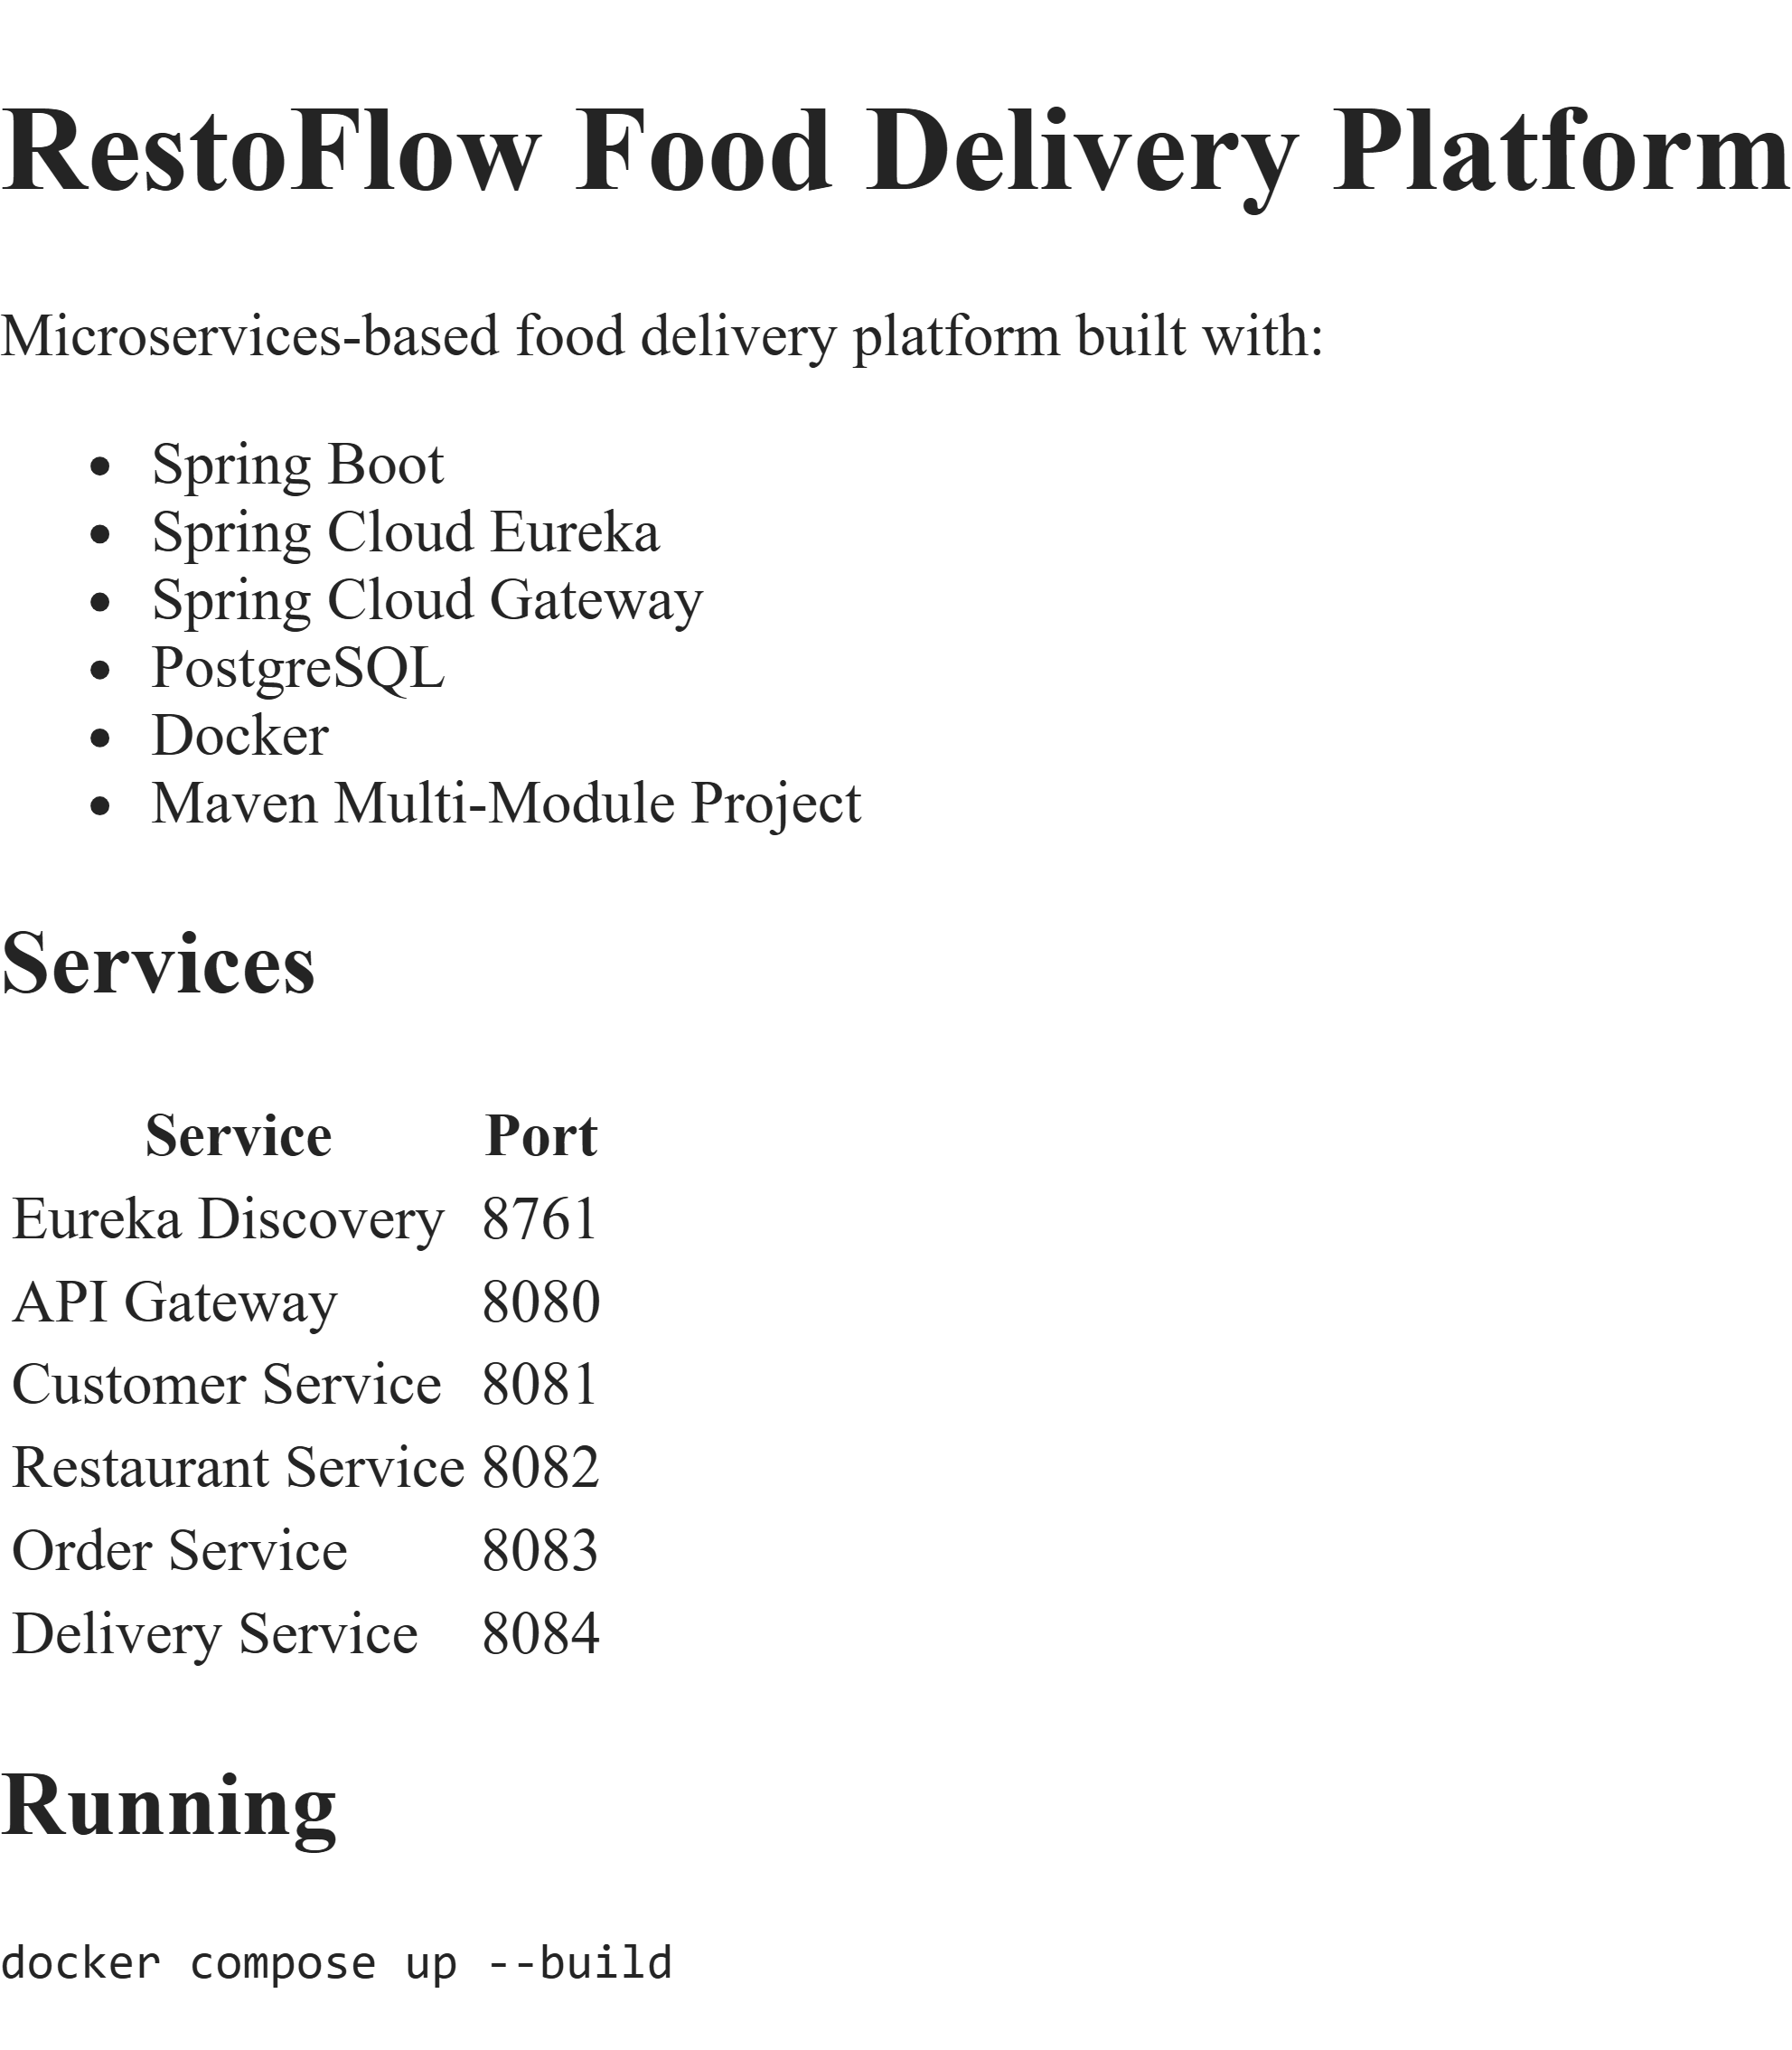 RestoFlow Food Delivery Platform
Microservices-based food delivery platform built with:
• Spring Boot
• Spring Cloud Eureka
• Spring Cloud Gateway
• PostgreSQL
• Docker
• Maven Multi-Module Project
Services
Service Port
Eureka Discovery 8761
API Gateway 8080
Customer Service 8081
Restaurant Service 8082
Order Service 8083
Delivery Service 8084
Running
docker compose up --build